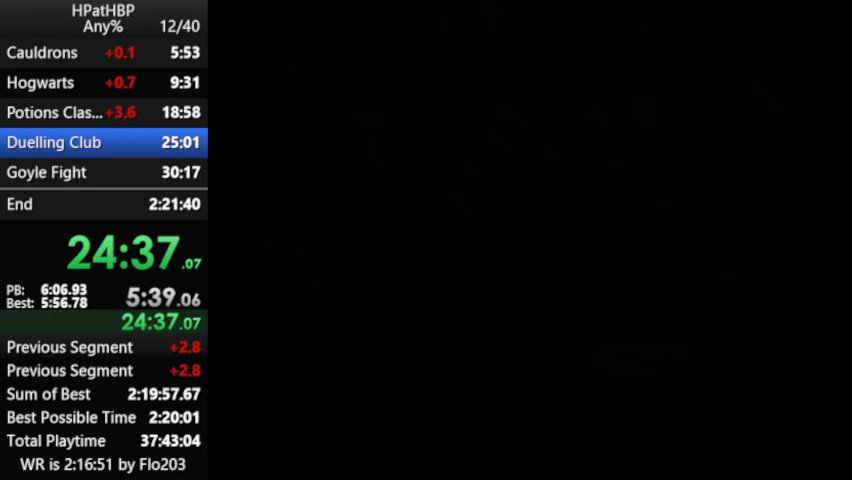 HPatHBP
Any% 12/40
Cauldrons +0.1 5:53
Hogwarts +0.7 9:31
Potions Clas... +3.6 18:58
Duelling Club 25:01
Goyle Fight 30:17
End 2:21:40
24:37.07
PB: 6:06.93
Best: 5:56.78 5:39.06
24:37.07
Previous Segment +2.8
Previous Segment +2.8
Sum of Best 2:19:57.67
Best Possible Time 2:20:01
Total Playtime 37:43:04
WR is 2:16:51 by Flo203